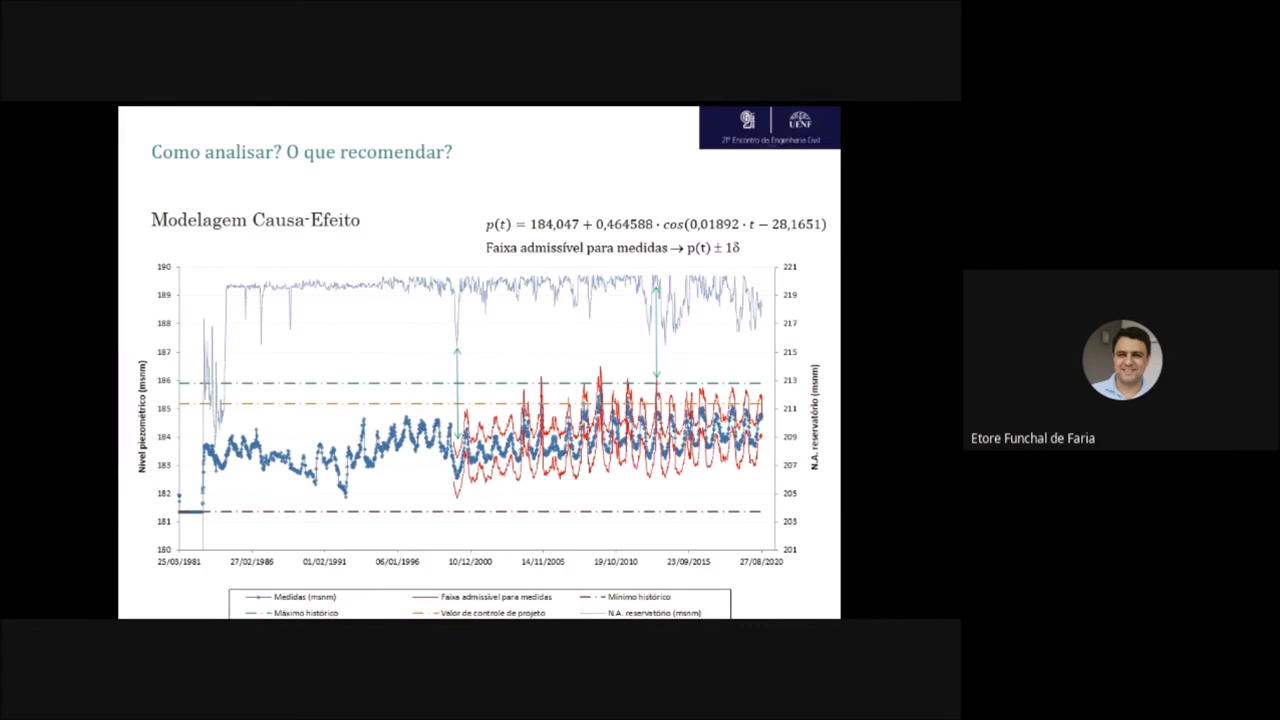 UENF
21º Encontro da Engenharia Civil
Como analisar? O que recomendar?
Modelagem Causa-Efeito
p(t) = 184,047 + 0,464588 · cos(0,01892 · t − 28,1651)
Faixa admissível para medidas → p(t) ± 1δ
190
189
188
187
186
185
184
183
182
181
180
Nível piezométrico (msnm)
221
219
217
215
213
211
209
207
205
203
201
N.A. reservatório (msnm)
25/03/1981 27/02/1986 01/02/1991 06/01/1996 10/12/2000 14/11/2005 19/10/2010 23/09/2015 27/08/2020
Medidas (msnm) Faixa admissível para medidas Mínimo histórico
Máximo histórico Valor de controle de projeto N.A. reservatório (msnm)
Etore Funchal de Faria